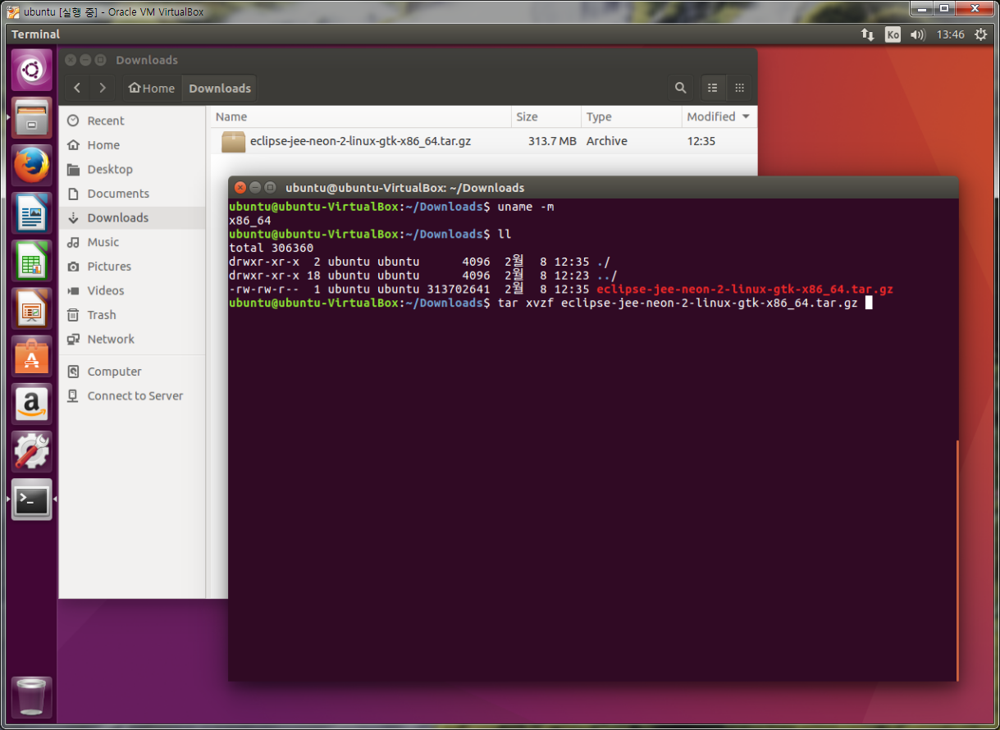 ubuntu [실행 중] - Oracle VM VirtualBox
Terminal
Ko
13:46
Downloads
Home
Downloads
Recent
Home
Desktop
Documents
Downloads
Music
Pictures
Videos
Trash
Network
Computer
Connect to Server
Name Size Type Modified
eclipse-jee-neon-2-linux-gtk-x86_64.tar.gz 313.7 MB Archive 12:35
ubuntu@ubuntu-VirtualBox: ~/Downloads
ubuntu@ubuntu-VirtualBox:~/Downloads$ uname -m
x86_64
ubuntu@ubuntu-VirtualBox:~/Downloads$ ll
total 306360
drwxr-xr-x  2 ubuntu ubuntu      4096  2월  8 12:35 ./
drwxr-xr-x 18 ubuntu ubuntu      4096  2월  8 12:23 ../
-rw-rw-r--  1 ubuntu ubuntu 313702641  2월  8 12:35 eclipse-jee-neon-2-linux-gtk-x86_64.tar.gz
ubuntu@ubuntu-VirtualBox:~/Downloads$ tar xvzf eclipse-jee-neon-2-linux-gtk-x86_64.tar.gz